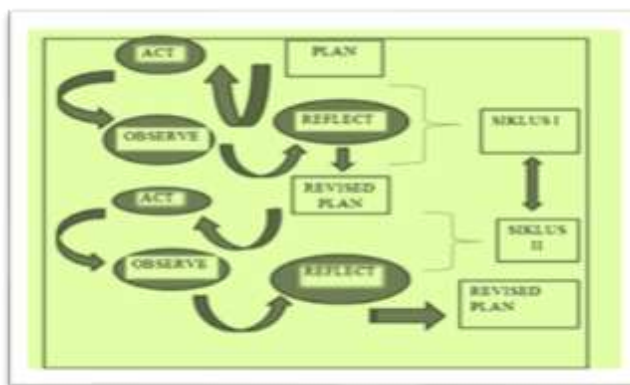 ACT
PLAN
REFLECT
SIKLUS I
OBSERVE
REVISED
PLAN
ACT
SIKLUS
II
OBSERVE
REFLECT
REVISED
PLAN